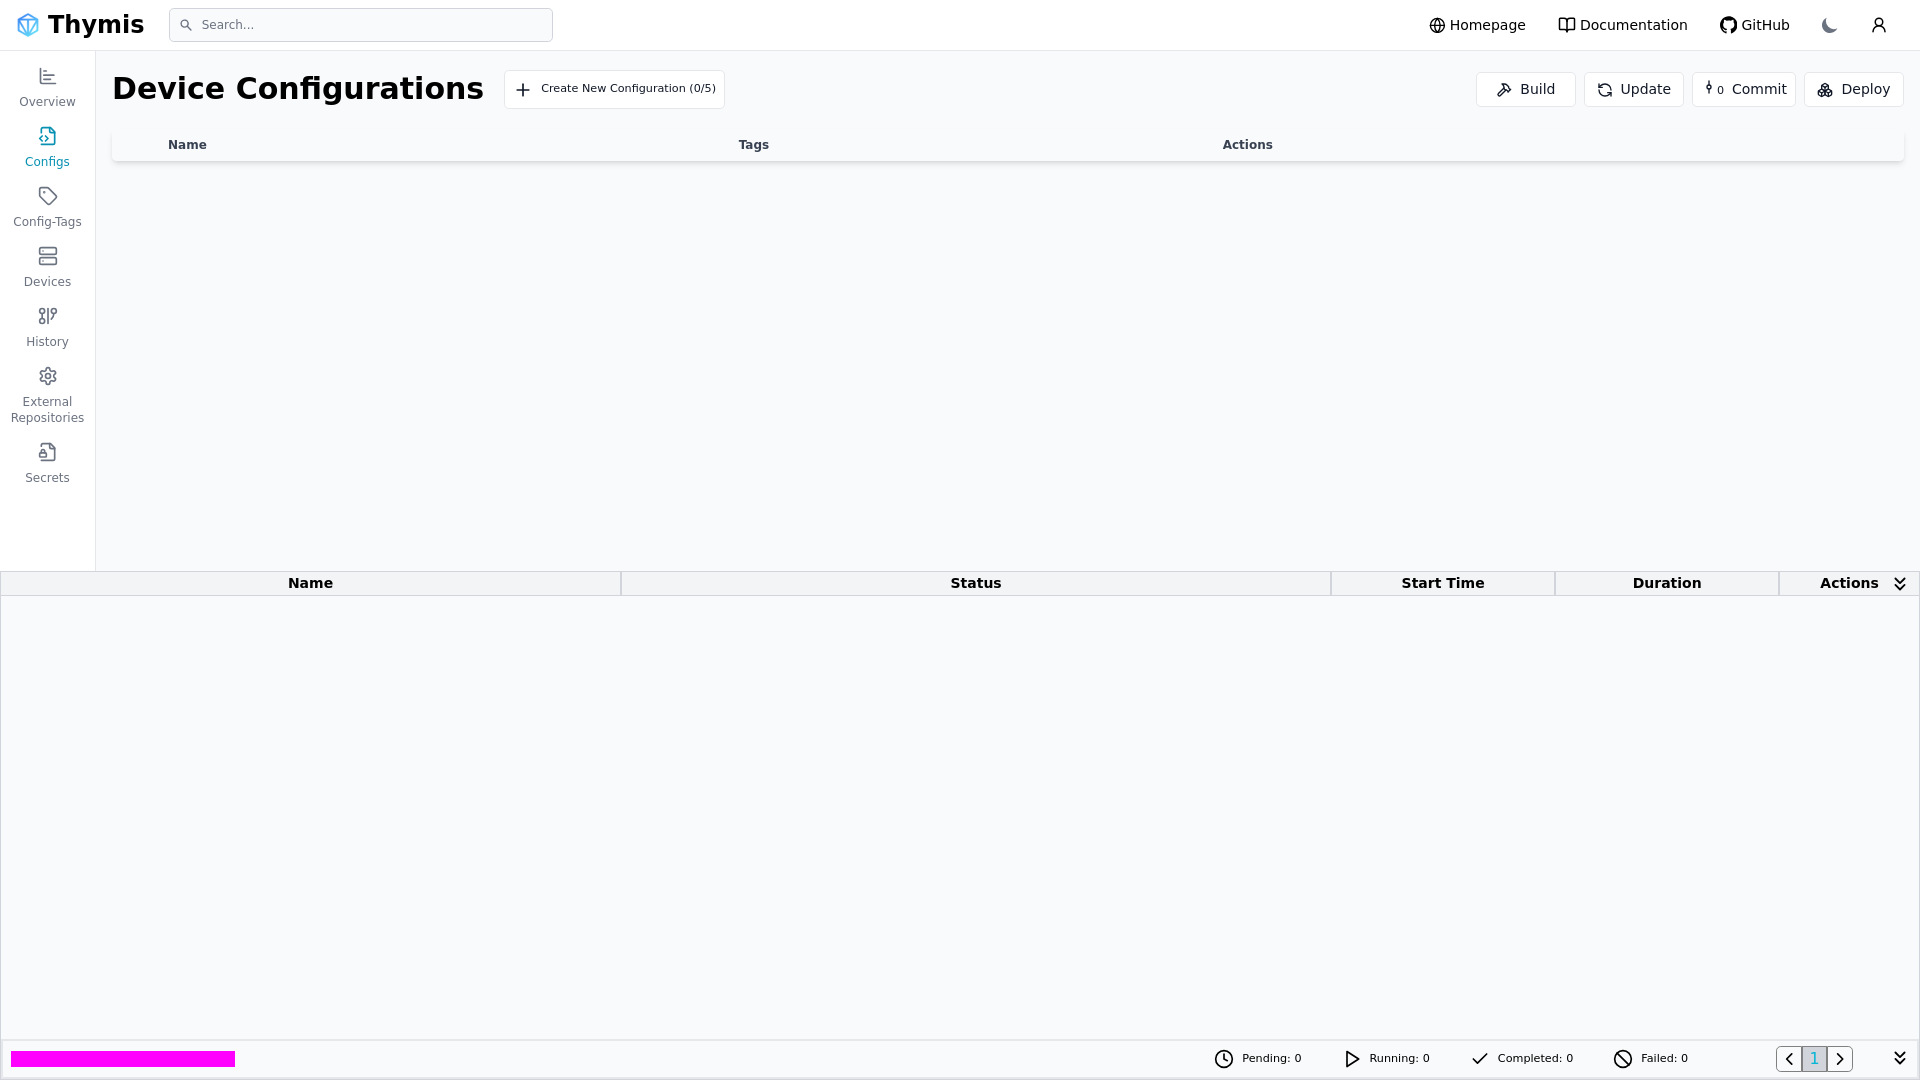 Thymis
Search...
Homepage
Documentation
GitHub
Overview
Configs
Config-Tags
Devices
History
External
Repositories
Secrets
Device Configurations
Create New Configuration (0/5)
Build
Update
0 Commit
Deploy
Name Tags Actions
Name Status Start Time Duration Actions
Pending: 0
Running: 0
Completed: 0
Failed: 0
1